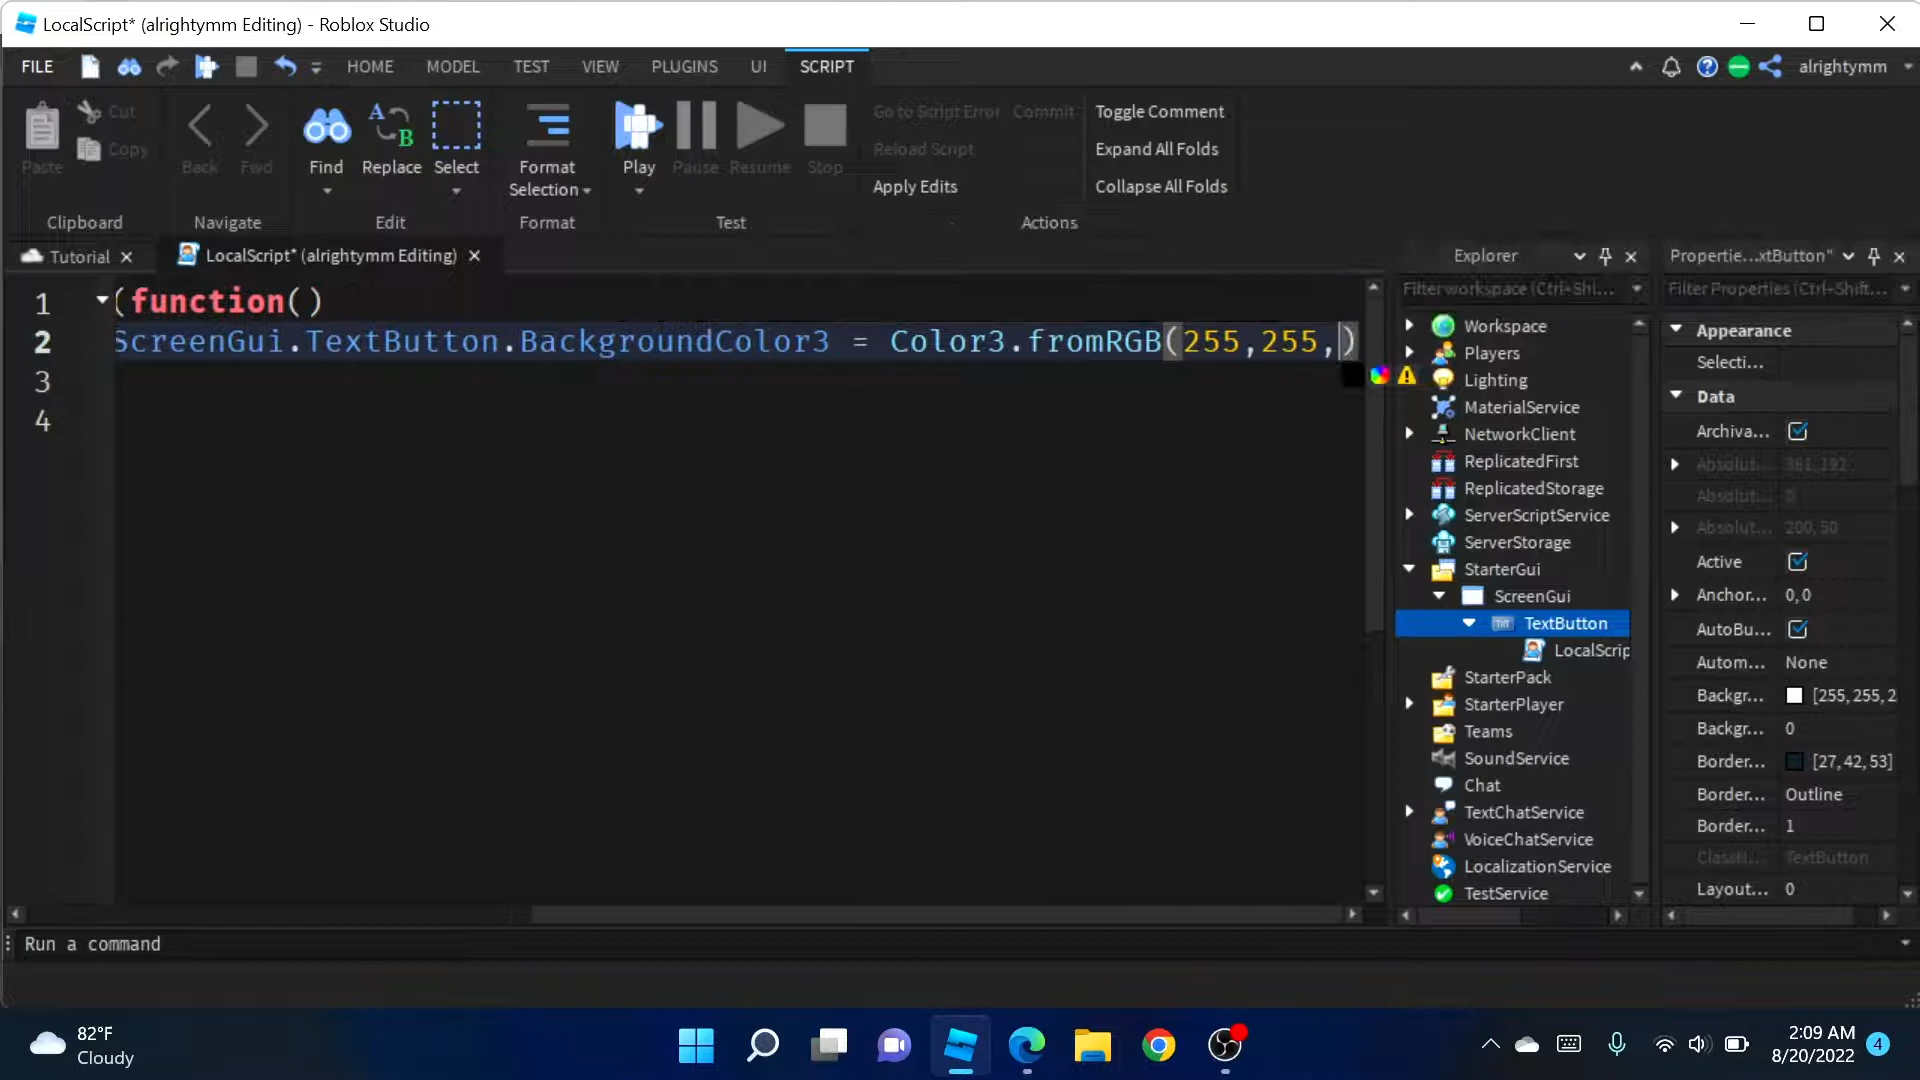 LocalScript* (alrightymm Editing) - Roblox Studio
FILE HOME MODEL TEST VIEW PLUGINS UI SCRIPT alrightymm
Paste Cut Copy Back Fwd
Find Replace Select
Format Selection
Play Pause Resume Stop
Go to Script Error Commit
Reload Script
Apply Edits
Toggle Comment
Expand All Folds
Collapse All Folds
Clipboard Navigate Edit Format Test Actions
Tutorial LocalScript* (alrightymm Editing)
1 (function()
2 ScreenGui.TextButton.BackgroundColor3 = Color3.fromRGB(255,255,)
3
4
Explorer
Filter workspace (Ctrl+Shi...
Workspace
Players
Lighting
MaterialService
NetworkClient
ReplicatedFirst
ReplicatedStorage
ServerScriptService
ServerStorage
StarterGui
ScreenGui
TextButton
LocalScrip
StarterPack
StarterPlayer
Teams
SoundService
Chat
TextChatService
VoiceChatService
LocalizationService
TestService
Propertie...xtButton"
Filter Properties (Ctrl+Shift...
Appearance
Selecti...
Data
Archiva...
Absolut...
Absolut...
Absolut... 200, 50
Active
Anchor... 0, 0
AutoBu...
Autom... None
Backgr... [255, 255, 2
Backgr... 0
Border... [27, 42, 53]
Border... Outline
Border... 1
TextButton
Layout... 0
Run a command
82°F
Cloudy
2:09 AM
8/20/2022
4